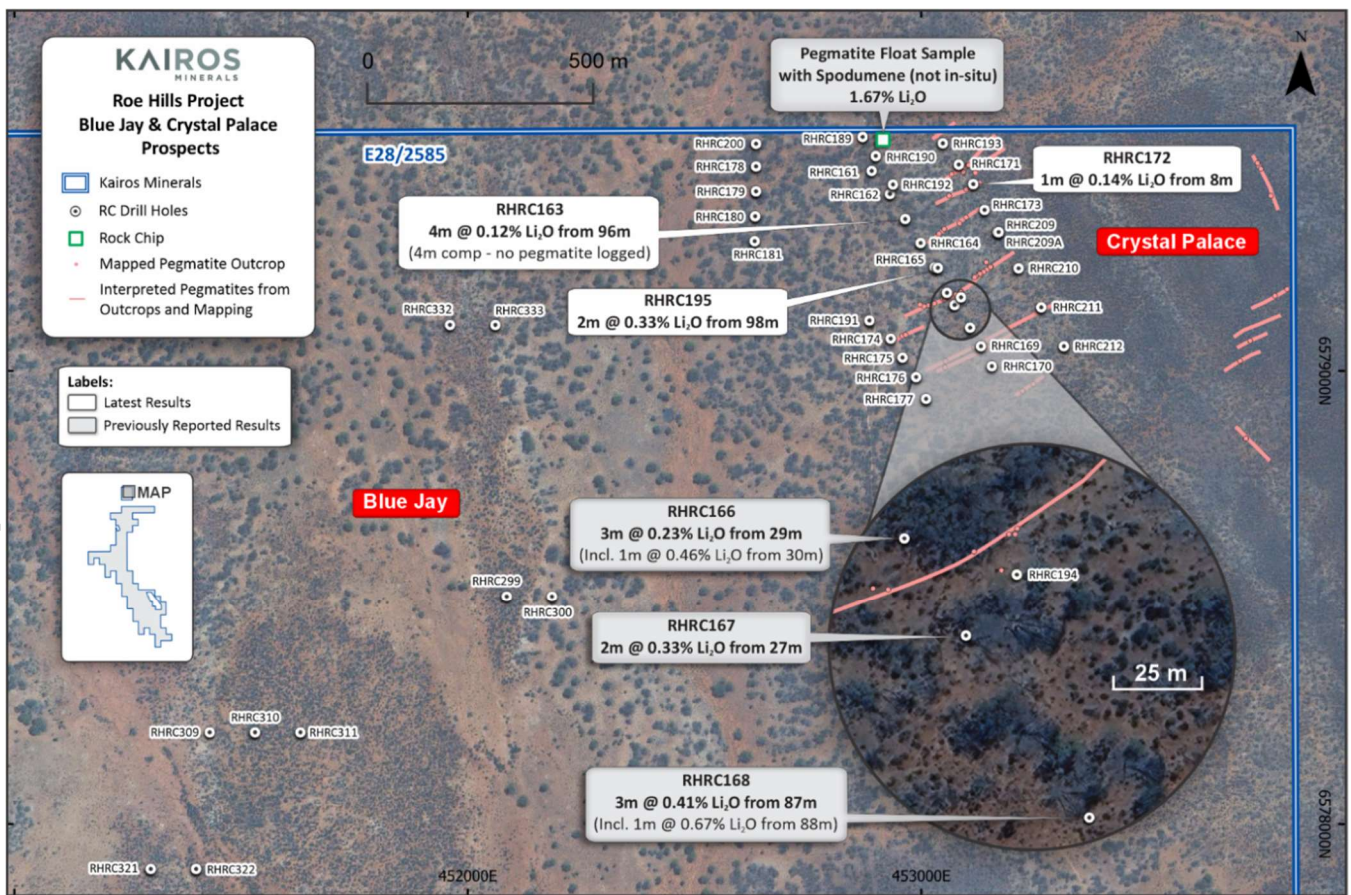 KAIROS
MINERALS
Roe Hills Project
Blue Jay & Crystal Palace
Prospects
Kairos Minerals
RC Drill Holes
Rock Chip
Mapped Pegmatite Outcrop
Interpreted Pegmatites from
Outcrops and Mapping
Labels:
Latest Results
Previously Reported Results
MAP
0 500 m
N
E28/2585
Pegmatite Float Sample
with Spodumene (not in-situ)
1.67% Li₂O
RHRC200
RHRC178
RHRC179
RHRC180
RHRC181
RHRC189
RHRC190
RHRC161
RHRC162
RHRC192
RHRC193
RHRC171
RHRC172
1m @ 0.14% Li₂O from 8m
RHRC173
RHRC209
RHRC209A
RHRC164
RHRC165
RHRC210
Crystal Palace
RHRC163
4m @ 0.12% Li₂O from 96m
(4m comp - no pegmatite logged)
RHRC195
2m @ 0.33% Li₂O from 98m
RHRC332
RHRC333
RHRC191
RHRC174
RHRC175
RHRC176
RHRC177
RHRC211
RHRC169
RHRC212
RHRC170
6579000N
Blue Jay
RHRC166
3m @ 0.23% Li₂O from 29m
(Incl. 1m @ 0.46% Li₂O from 30m)
RHRC194
RHRC299
RHRC300
RHRC167
2m @ 0.33% Li₂O from 27m
25 m
RHRC309
RHRC310
RHRC311
RHRC168
3m @ 0.41% Li₂O from 87m
(Incl. 1m @ 0.67% Li₂O from 88m)
6578000N
RHRC321
RHRC322
452000E
453000E